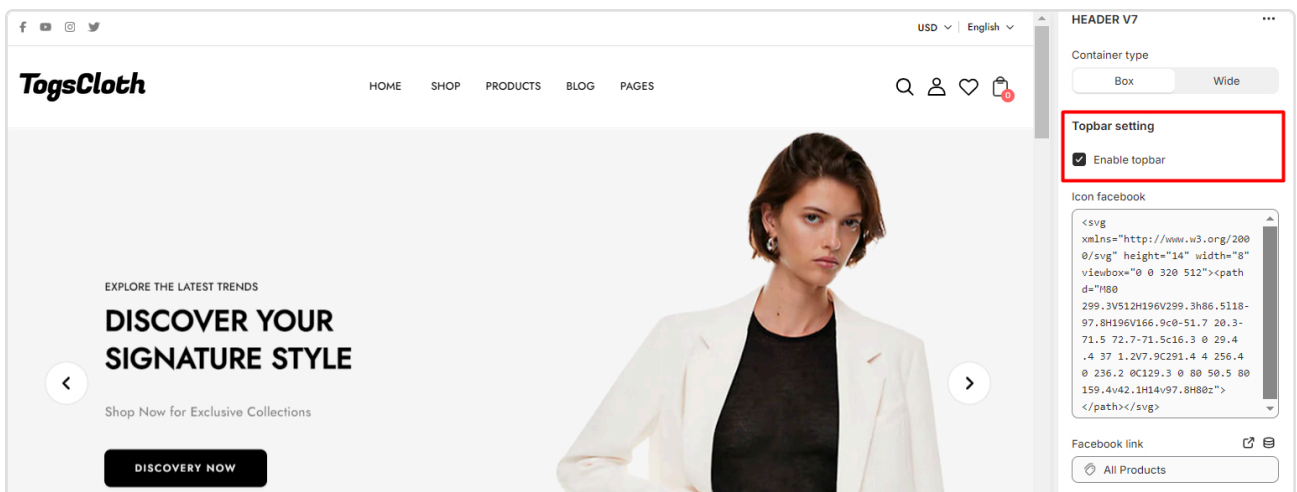 USD English
TogsCloth
HOME SHOP PRODUCTS BLOG PAGES
0
EXPLORE THE LATEST TRENDS
DISCOVER YOUR
SIGNATURE STYLE
Shop Now for Exclusive Collections
DISCOVERY NOW
HEADER V7
Container type
Box Wide
Topbar setting
Enable topbar
Icon facebook
<svg
xmlns="http://www.w3.org/200
0/svg" height="14" width="8"
viewbox="0 0 320 512"><path
d="M80
299.3V512H196V299.3h86.5l18-
97.8H196V166.9c0-51.7 20.3-
71.5 72.7-71.5c16.3 0 29.4
.4 37 1.2V7.9C291.4 4 256.4
0 236.2 0C129.3 0 80 50.5 80
159.4v42.1H14v97.8H80z">
</path></svg>
Facebook link
All Products